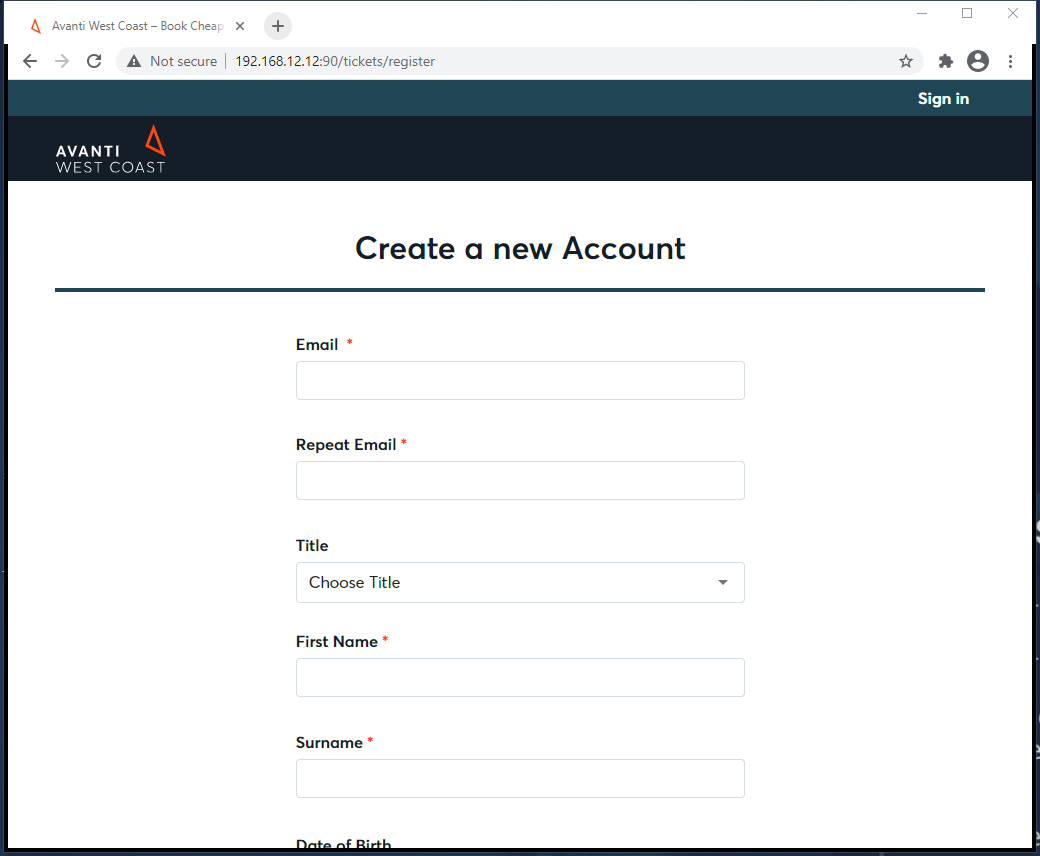 Avanti West Coast – Book Cheap
Not secure | 192.168.12.12:90/tickets/register
Sign in
AVANTI
WEST COAST
Create a new Account
Email *
Repeat Email *
Title
Choose Title
First Name *
Surname *
Date of Birth